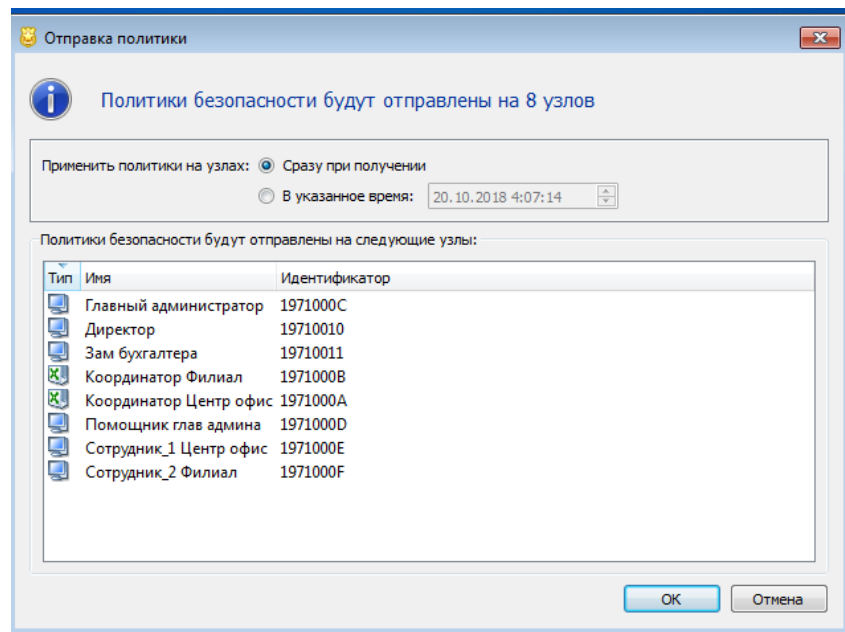 Отправка политики
Политики безопасности будут отправлены на 8 узлов
Применить политики на узлах: Сразу при получении
В указанное время: 20.10.2018 4:07:14
Политики безопасности будут отправлены на следующие узлы:
Тип Имя Идентификатор
Главный администратор 1971000C
Директор 19710010
Зам бухгалтера 19710011
Координатор Филиал 1971000B
Координатор Центр офис 1971000A
Помощник глав админа 1971000D
Сотрудник_1 Центр офис 1971000E
Сотрудник_2 Филиал 1971000F
OK Отмена